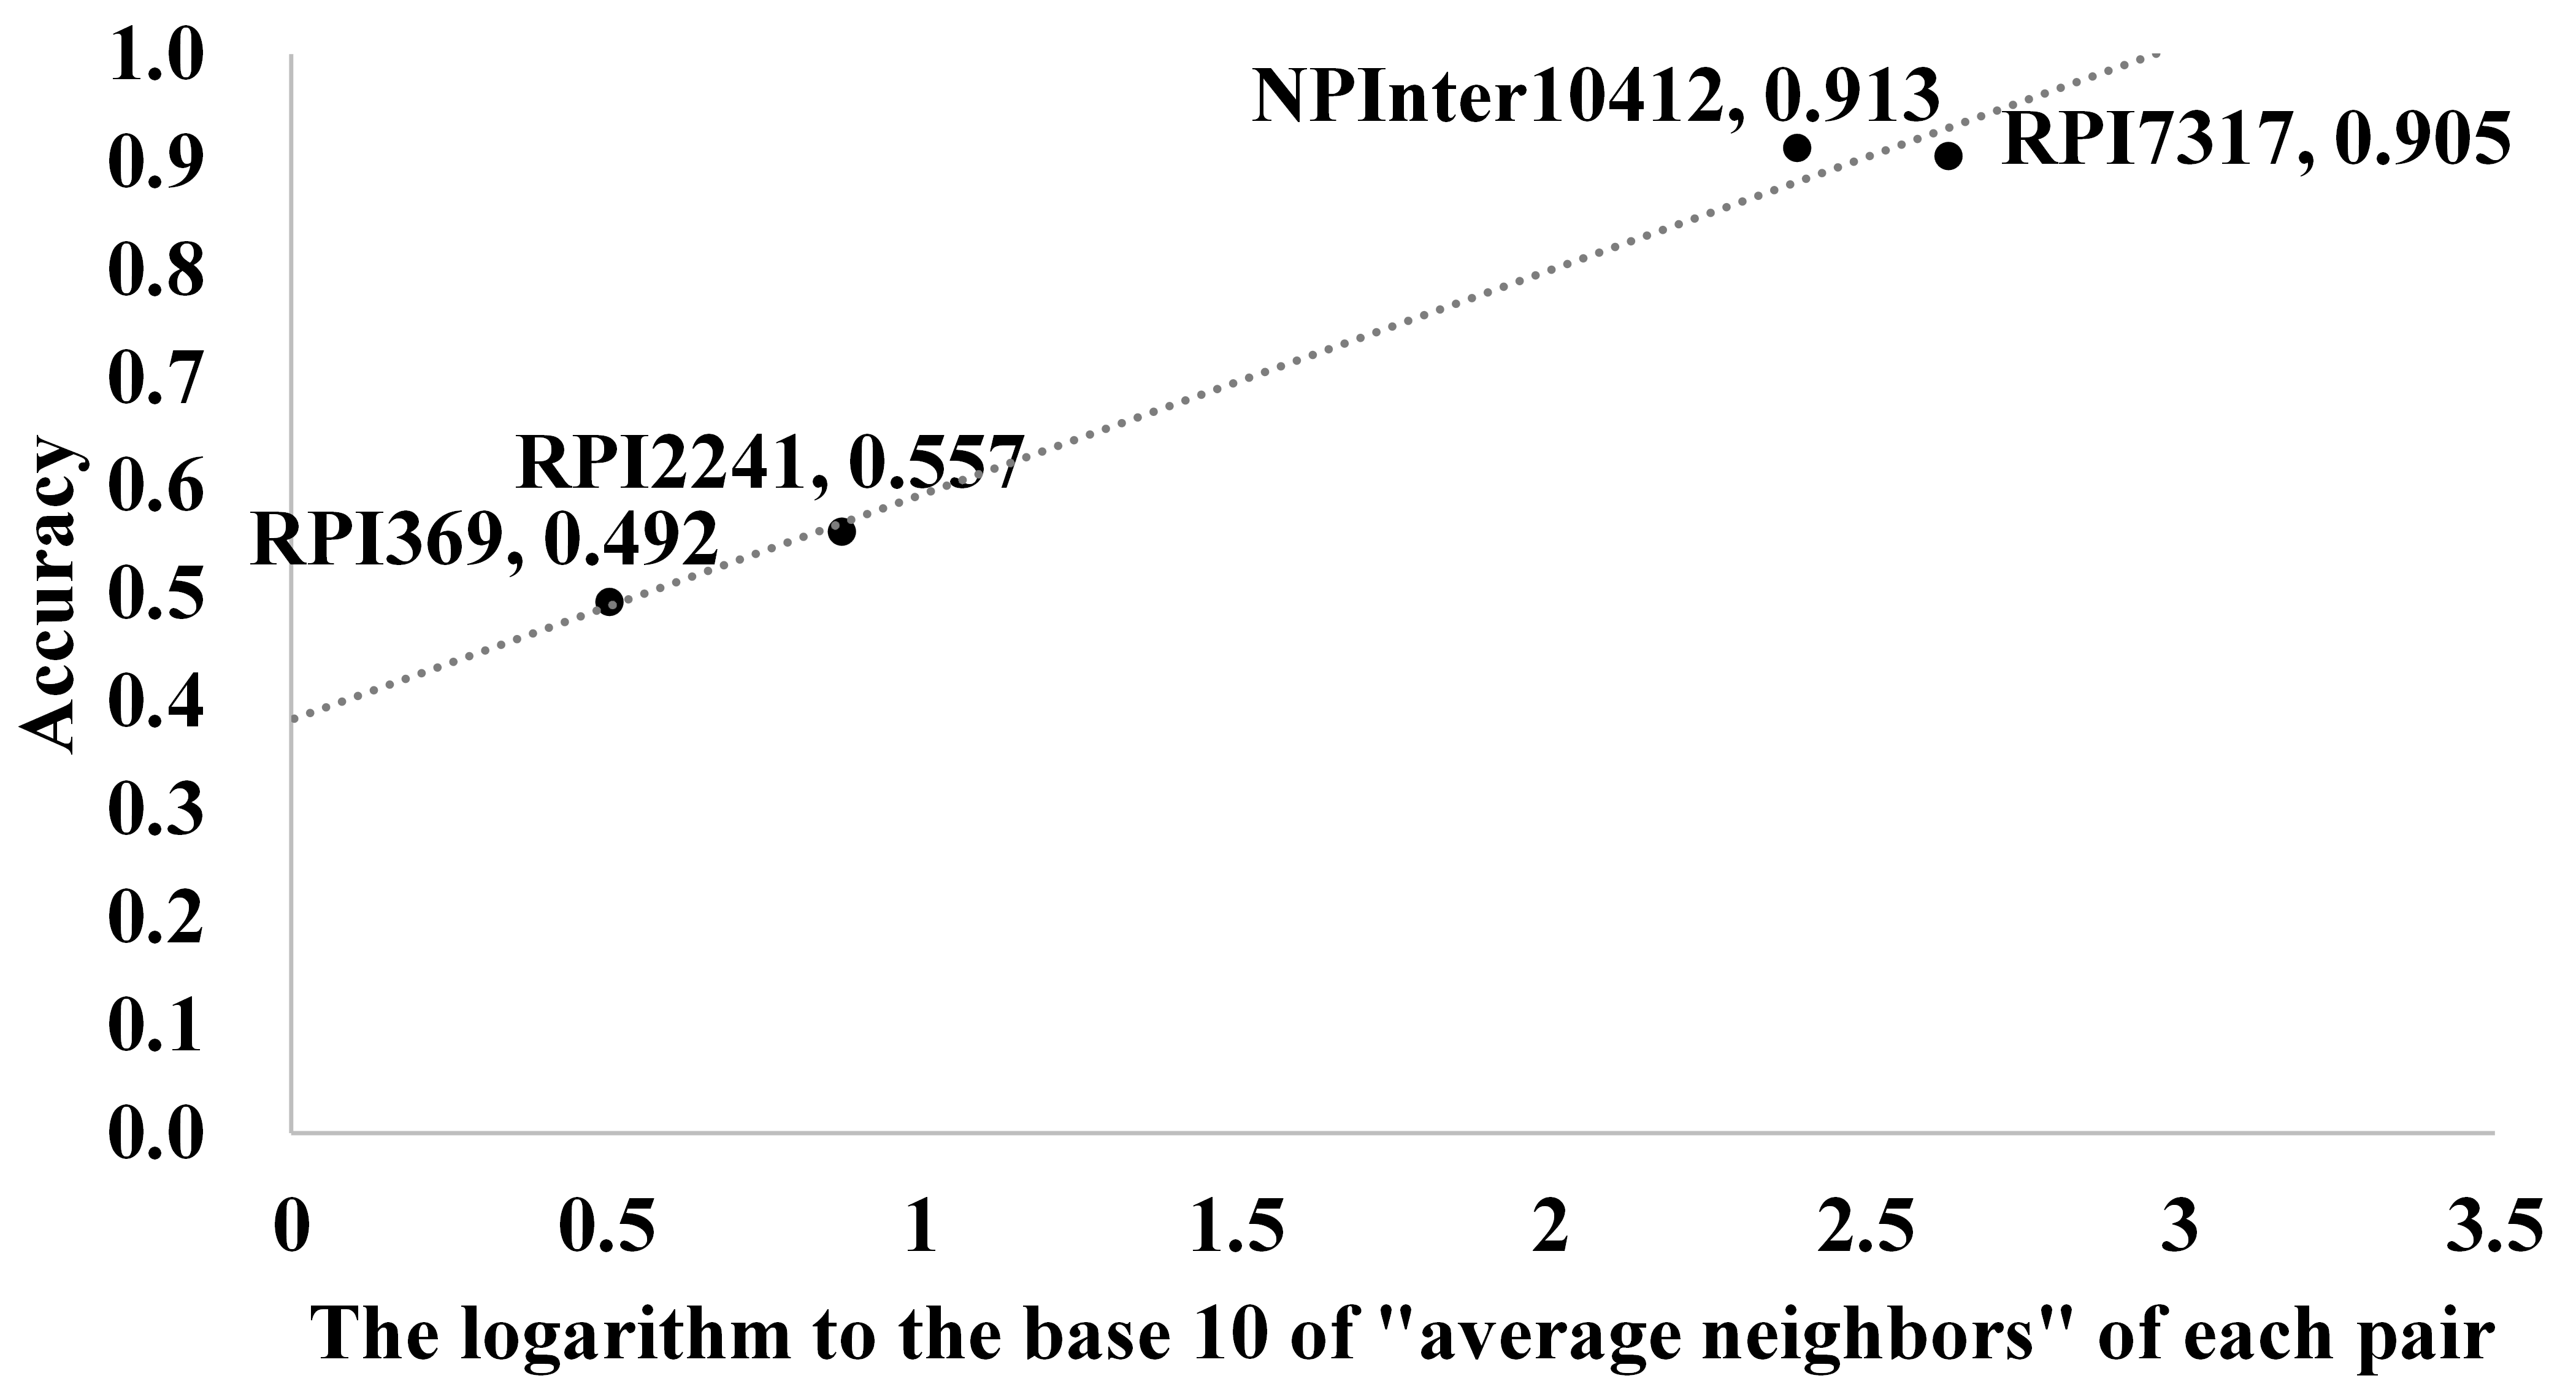 1.0
0.9
0.8
0.7
0.6
0.5
0.4
0.3
0.2
0.1
0.0
Accuracy
NPInter10412, 0.913
RPI7317, 0.905
RPI2241, 0.557
RPI369, 0.492
0 0.5 1 1.5 2 2.5 3 3.5
The logarithm to the base 10 of "average neighbors" of each pair